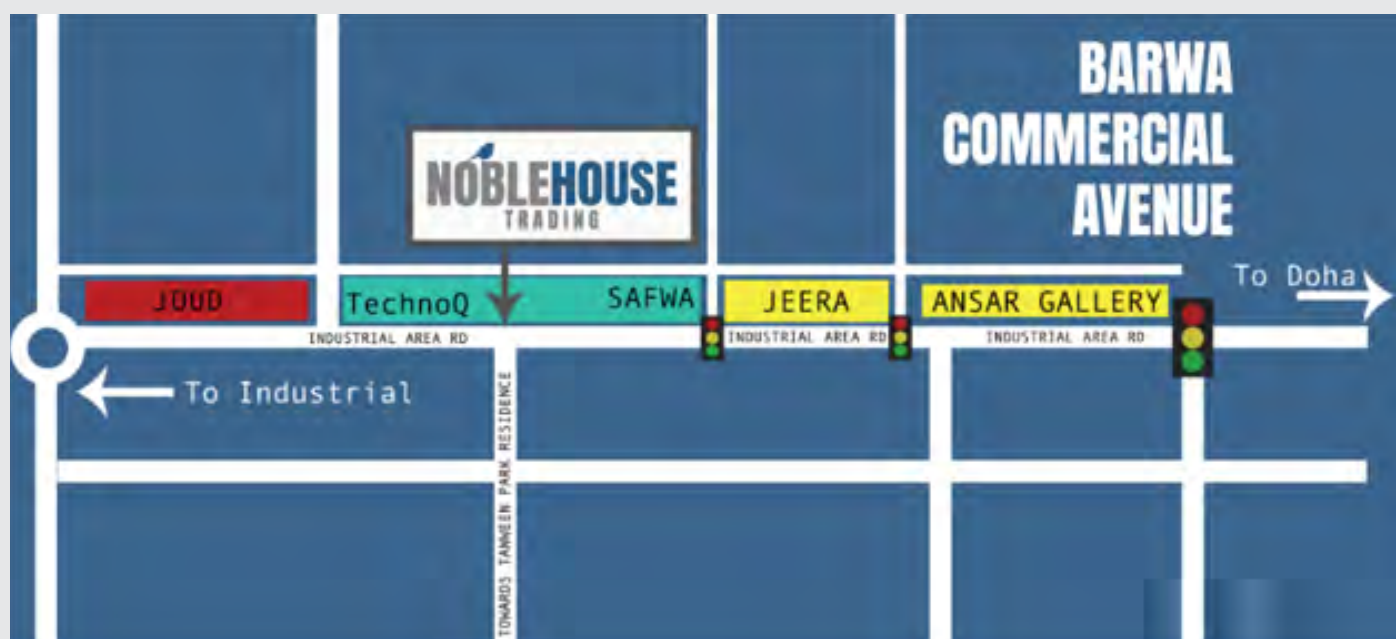 BARWA
COMMERCIAL
AVENUE
NOBLEHOUSE
TRADING
To Doha
JOUD
TechnoQ
SAFWA
JEERA
ANSAR GALLERY
INDUSTRIAL AREA RD
INDUSTRIAL AREA RD
INDUSTRIAL AREA RD
To Industrial
TOWARDS TANWEEN PARK RESIDENCE